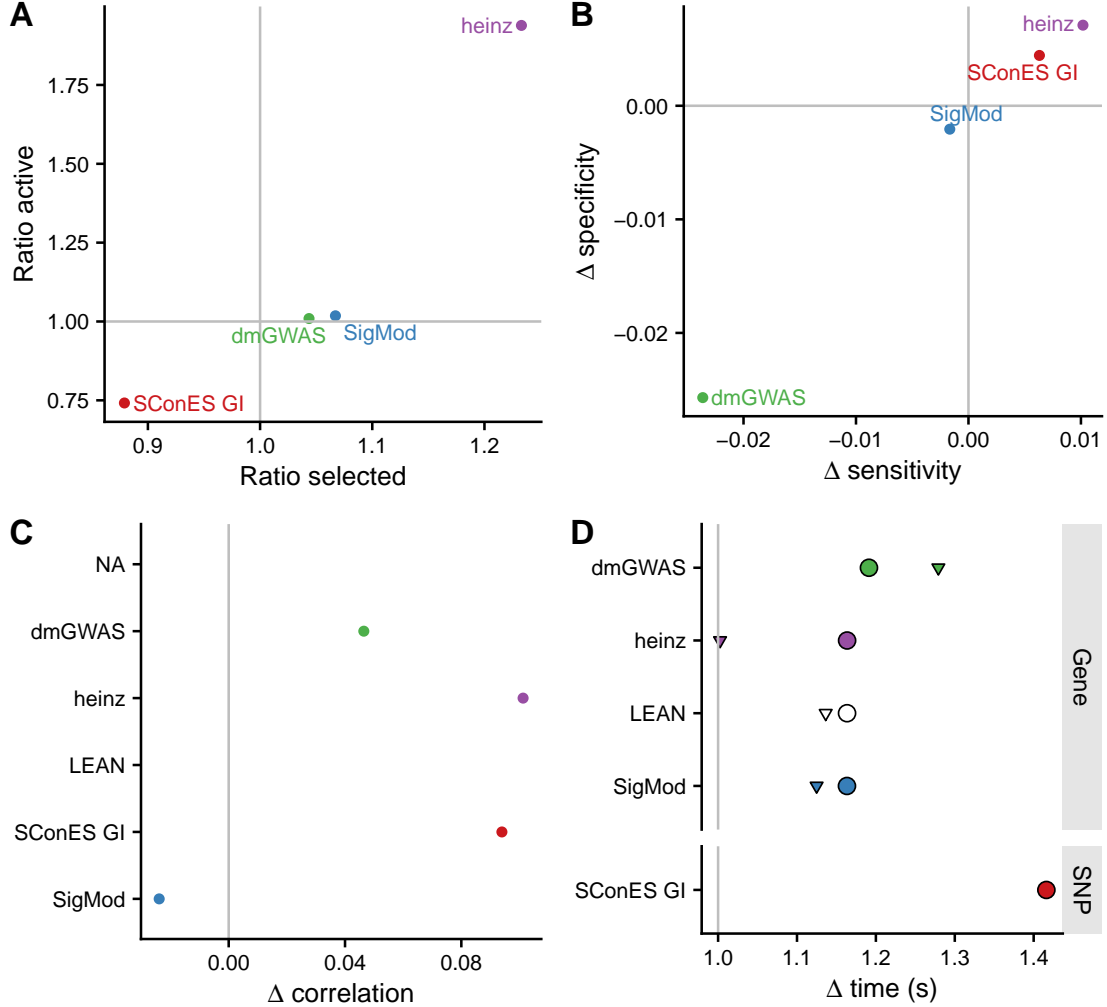 A
heinz
1.75
1.50
1.25
1.00
0.75
Ratio active
dmGWAS
SigMod
SConES GI
0.9
1.0
1.1
1.2
Ratio selected
B
heinz
SConES GI
0.00
SigMod
−0.01
−0.02
Δ specificity
dmGWAS
−0.02
−0.01
0.00
0.01
Δ sensitivity
C
NA
dmGWAS
heinz
LEAN
SConES GI
SigMod
0.00
0.04
0.08
Δ correlation
D
dmGWAS
heinz
LEAN
SigMod
Gene
SConES GI
SNP
1.0
1.1
1.2
1.3
1.4
Δ time (s)